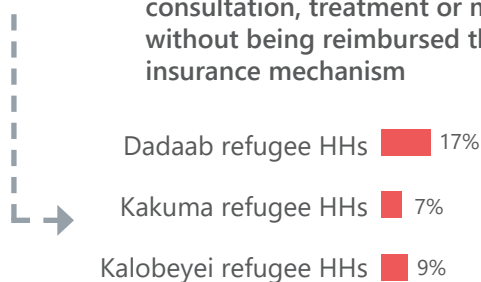 consultation, treatment or
without being reimbursed
insurance mechanism
Dadaab refugee HHs 17%
Kakuma refugee HHs 7%
Kalobeyei refugee HHs 9%